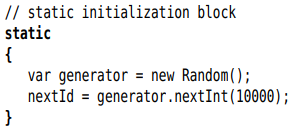 // static initialization block
static
{
   var generator = new Random();
   nextId = generator.nextInt(10000);
}